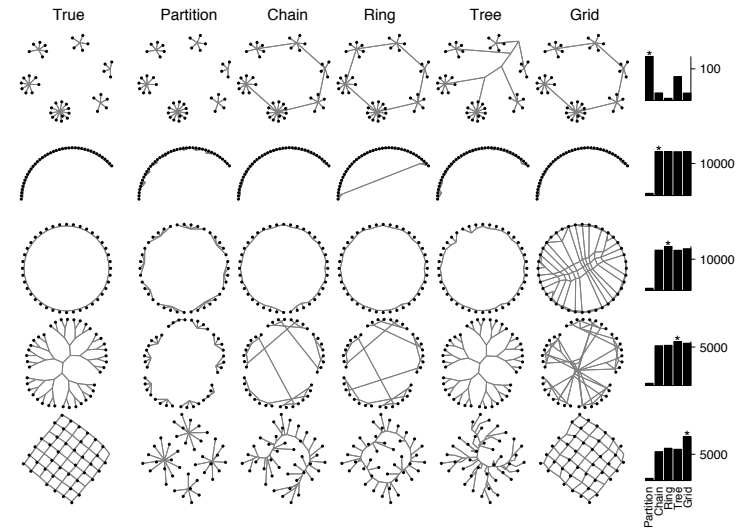 True Partition Chain Ring Tree Grid
*
100
*
10000
*
10000
*
5000
*
5000
Partition
Chain
Ring
Tree
Grid